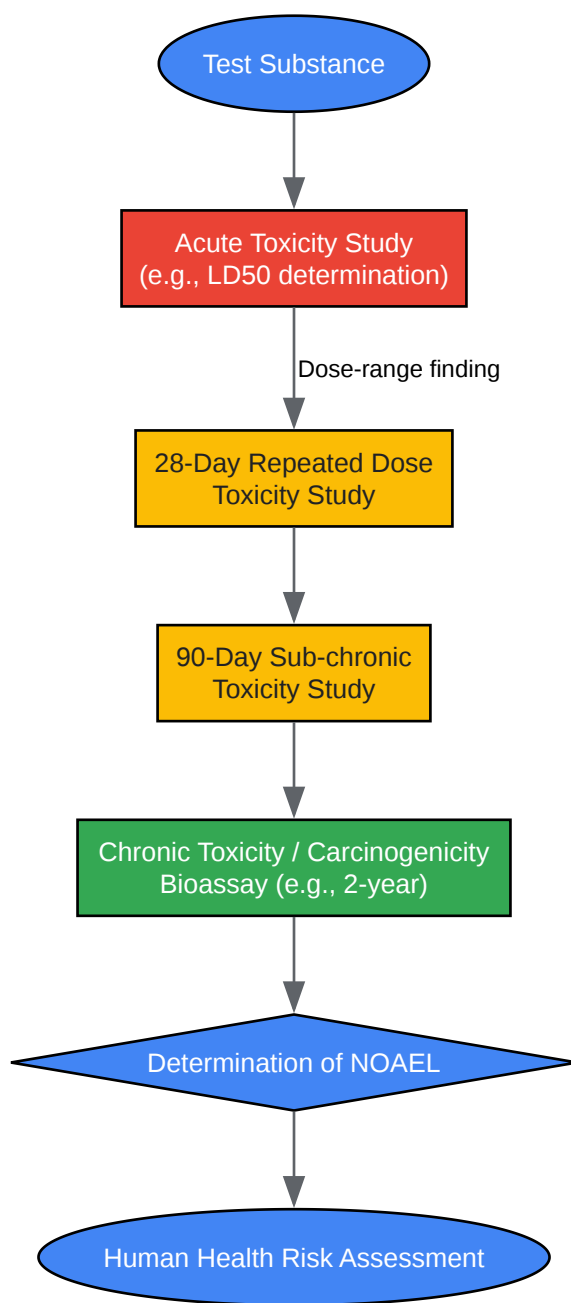 Test Substance
Acute Toxicity Study
(e.g., LD50 determination)
Dose-range finding
28-Day Repeated Dose
Toxicity Study
90-Day Sub-chronic
Toxicity Study
Chronic Toxicity / Carcinogenicity
Bioassay (e.g., 2-year)
Determination of NOAEL
Human Health Risk Assessment